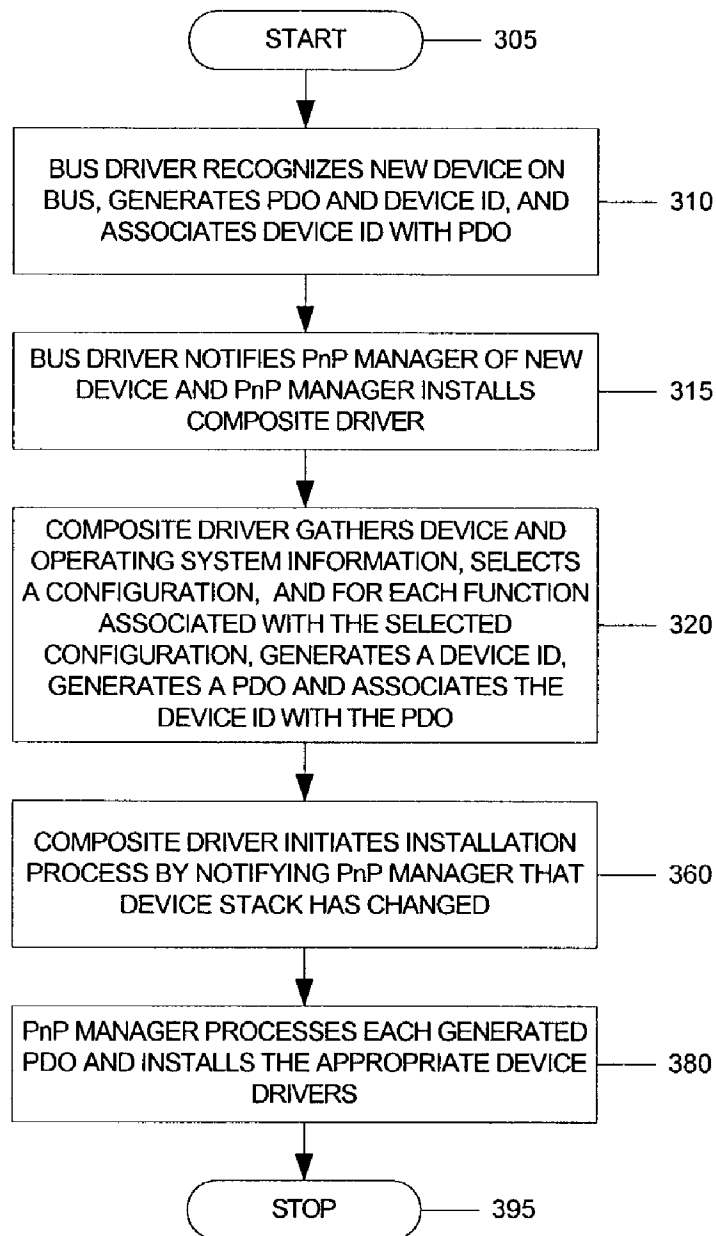 START
305
BUS DRIVER RECOGNIZES NEW DEVICE ON
BUS, GENERATES PDO AND DEVICE ID, AND
ASSOCIATES DEVICE ID WITH PDO
310
BUS DRIVER NOTIFIES PnP MANAGER OF NEW
DEVICE AND PnP MANAGER INSTALLS
COMPOSITE DRIVER
315
COMPOSITE DRIVER GATHERS DEVICE AND
OPERATING SYSTEM INFORMATION, SELECTS
A CONFIGURATION, AND FOR EACH FUNCTION
ASSOCIATED WITH THE SELECTED
CONFIGURATION, GENERATES A DEVICE ID,
GENERATES A PDO AND ASSOCIATES THE
DEVICE ID WITH THE PDO
320
COMPOSITE DRIVER INITIATES INSTALLATION
PROCESS BY NOTIFYING PnP MANAGER THAT
DEVICE STACK HAS CHANGED
360
PnP MANAGER PROCESSES EACH GENERATED
PDO AND INSTALLS THE APPROPRIATE DEVICE
DRIVERS
380
STOP
395